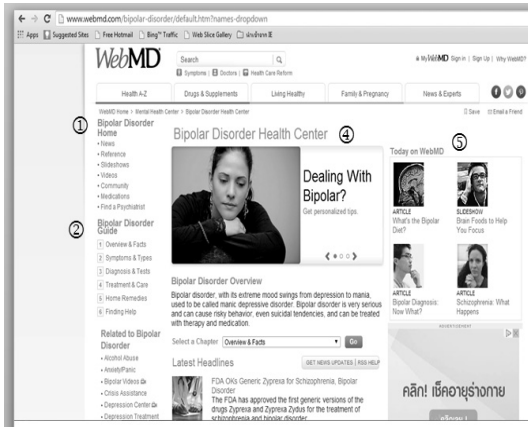 www.webmd.com/bipolar-disorder/default.htm?names-dropdown
Apps Suggested Sites Free Hotmail Bing™ Traffic Web Slice Gallery
WebMD
Search
Symptoms | Doctors | Health Care Reform
My WebMD Sign In | Sign Up | Why WebMD?
Health A-Z Drugs & Supplements Living Healthy Family & Pregnancy News & Experts
WebMD Home > Mental Health Center > Bipolar Disorder Health Center
Save Email a Friend
①
Bipolar Disorder
Home
• News
• Reference
• Slideshows
• Videos
• Community
• Medications
• Find a Psychiatrist
②
Bipolar Disorder
Guide
1 Overview & Facts
2 Symptoms & Types
3 Diagnosis & Tests
4 Treatment & Care
5 Home Remedies
6 Finding Help
Related to Bipolar
Disorder
• Alcohol Abuse
• Anxiety/Panic
• Bipolar Videos
• Crisis Assistance
• Depression Center
• Depression Treatment
Bipolar Disorder Health Center ④
Dealing With
Bipolar?
Get personalized tips.
Bipolar Disorder Overview
Bipolar disorder, with its extreme mood swings from depression to mania,
used to be called manic depressive disorder. Bipolar disorder is very serious
and can cause risky behavior, even suicidal tendencies, and can be treated
with therapy and medication.
Select a Chapter Overview & Facts Go
Latest Headlines GET NEWS UPDATES | RSS HELP
FDA OKs Generic Zyprexa for Schizophrenia, Bipolar
Disorder
The FDA has approved the first generic versions of the
drugs Zyprexa and Zyprexa Zydus for the treatment of
schizophrenia and bipolar disorder.
Today on WebMD ⑤
ARTICLE
What's the Bipolar
Diet?
SLIDESHOW
Brain Foods to Help
You Focus
ARTICLE
Bipolar Diagnosis:
Now What?
ARTICLE
Schizophrenia: What
Happens
ADVERTISEMENT
คลิก! เช็คอายุร่างกาย